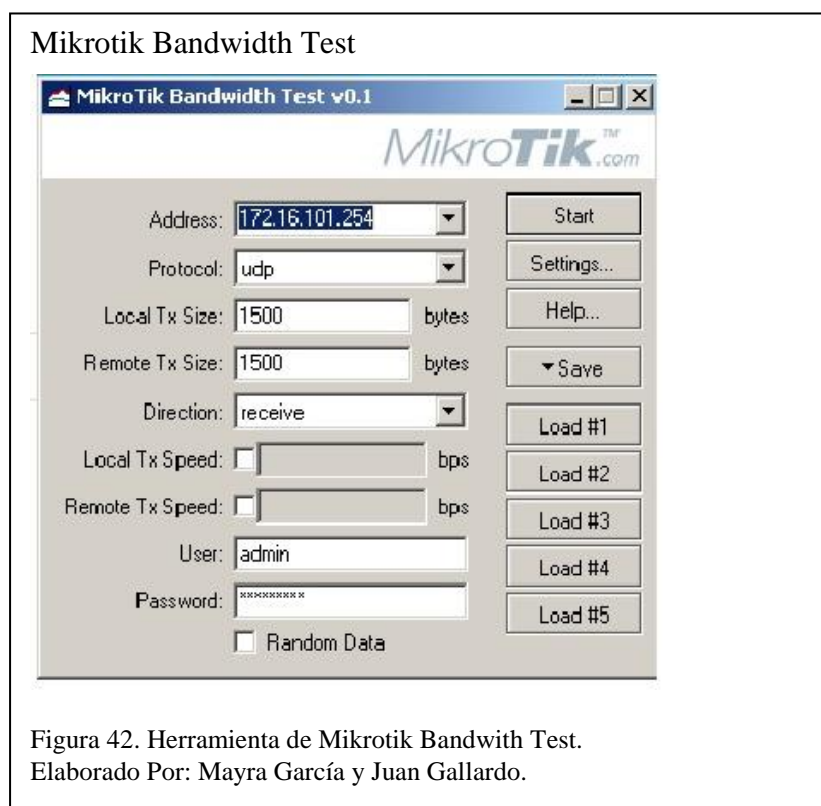 Mikrotik Bandwidth Test
MikroTik Bandwidth Test v0.1
MikroTik.com™
Address: 172.16.101.254
Start
Protocol: udp
Settings...
Local Tx Size: 1500 bytes
Help...
Remote Tx Size: 1500 bytes
Save
Direction: receive
Load #1
Local Tx Speed: bps
Load #2
Remote Tx Speed: bps
Load #3
User: admin
Load #4
Password: *********
Load #5
Random Data
Figura 42. Herramienta de Mikrotik Bandwith Test.
Elaborado Por: Mayra García y Juan Gallardo.